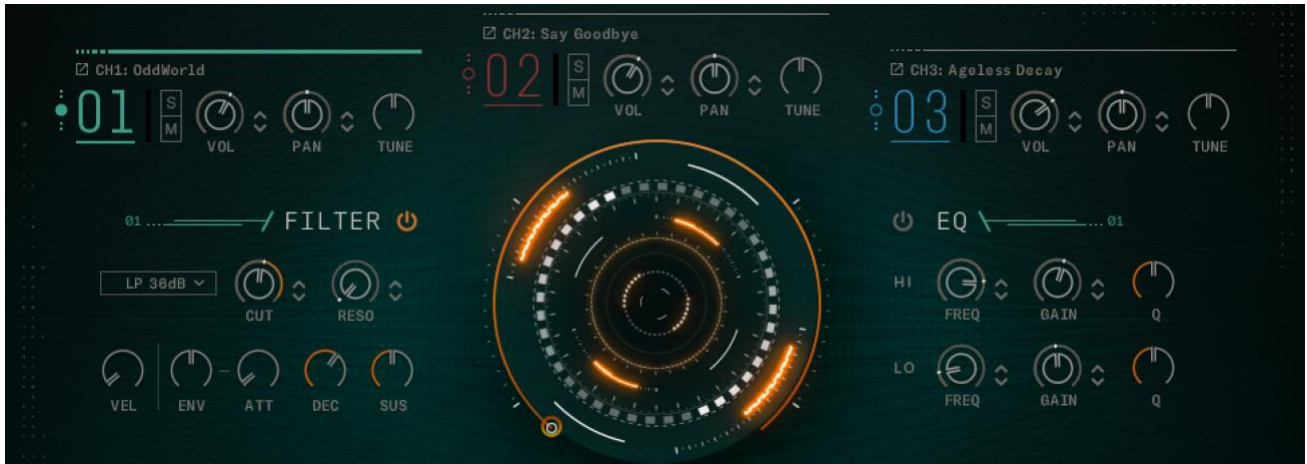 CH1: OddWorld
01
S
M
VOL PAN TUNE
CH2: Say Goodbye
02
S
M
VOL PAN TUNE
CH3: Ageless Decay
03
S
M
VOL PAN TUNE
01 FILTER
LP 36dB
CUT RESO
VEL ENV ATT DEC SUS
EQ 01
HI
FREQ GAIN Q
LO
FREQ GAIN Q